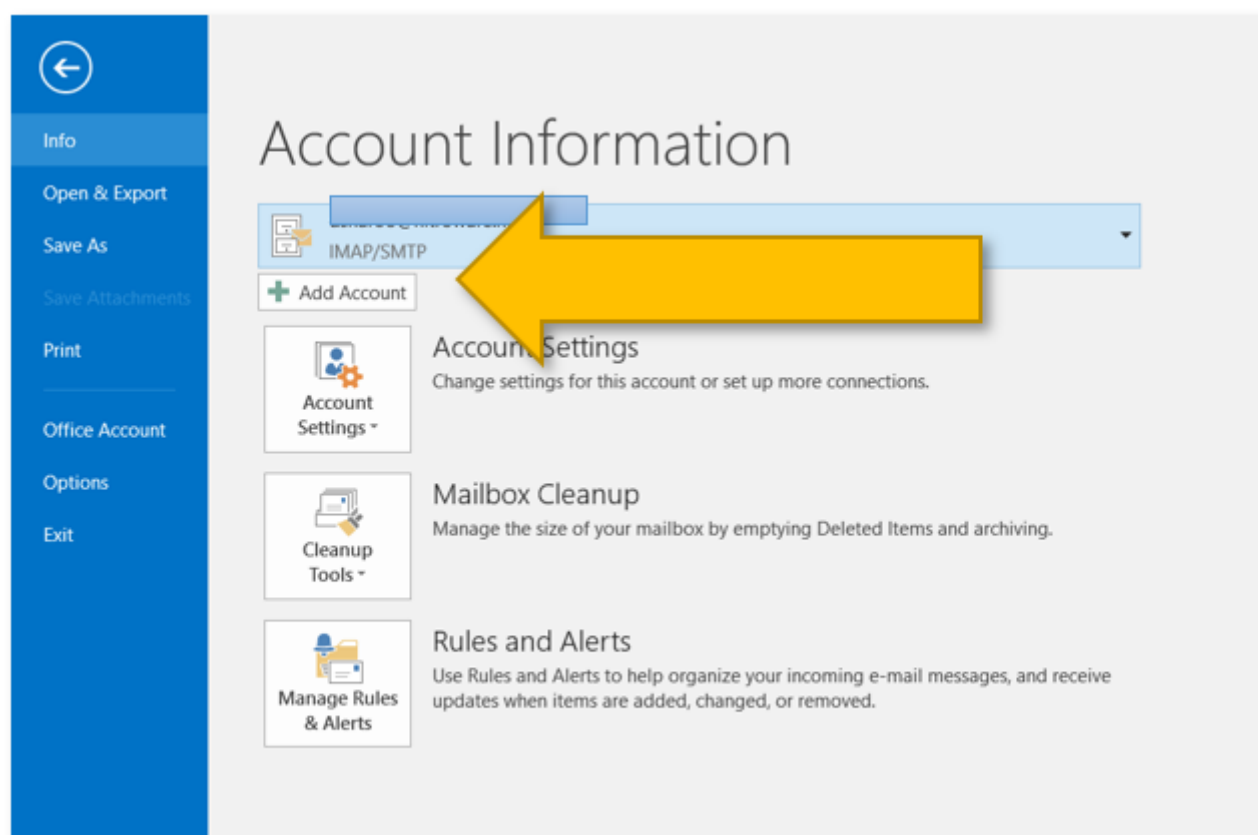 Info
Open & Export
Save As
Save Attachments
Print
Office Account
Options
Exit
Account Information
IMAP/SMTP
Add Account
Account
Settings
Account Settings
Change settings for this account or set up more connections.
Cleanup
Tools
Mailbox Cleanup
Manage the size of your mailbox by emptying Deleted Items and archiving.
Manage Rules
& Alerts
Rules and Alerts
Use Rules and Alerts to help organize your incoming e-mail messages, and receive
updates when items are added, changed, or removed.